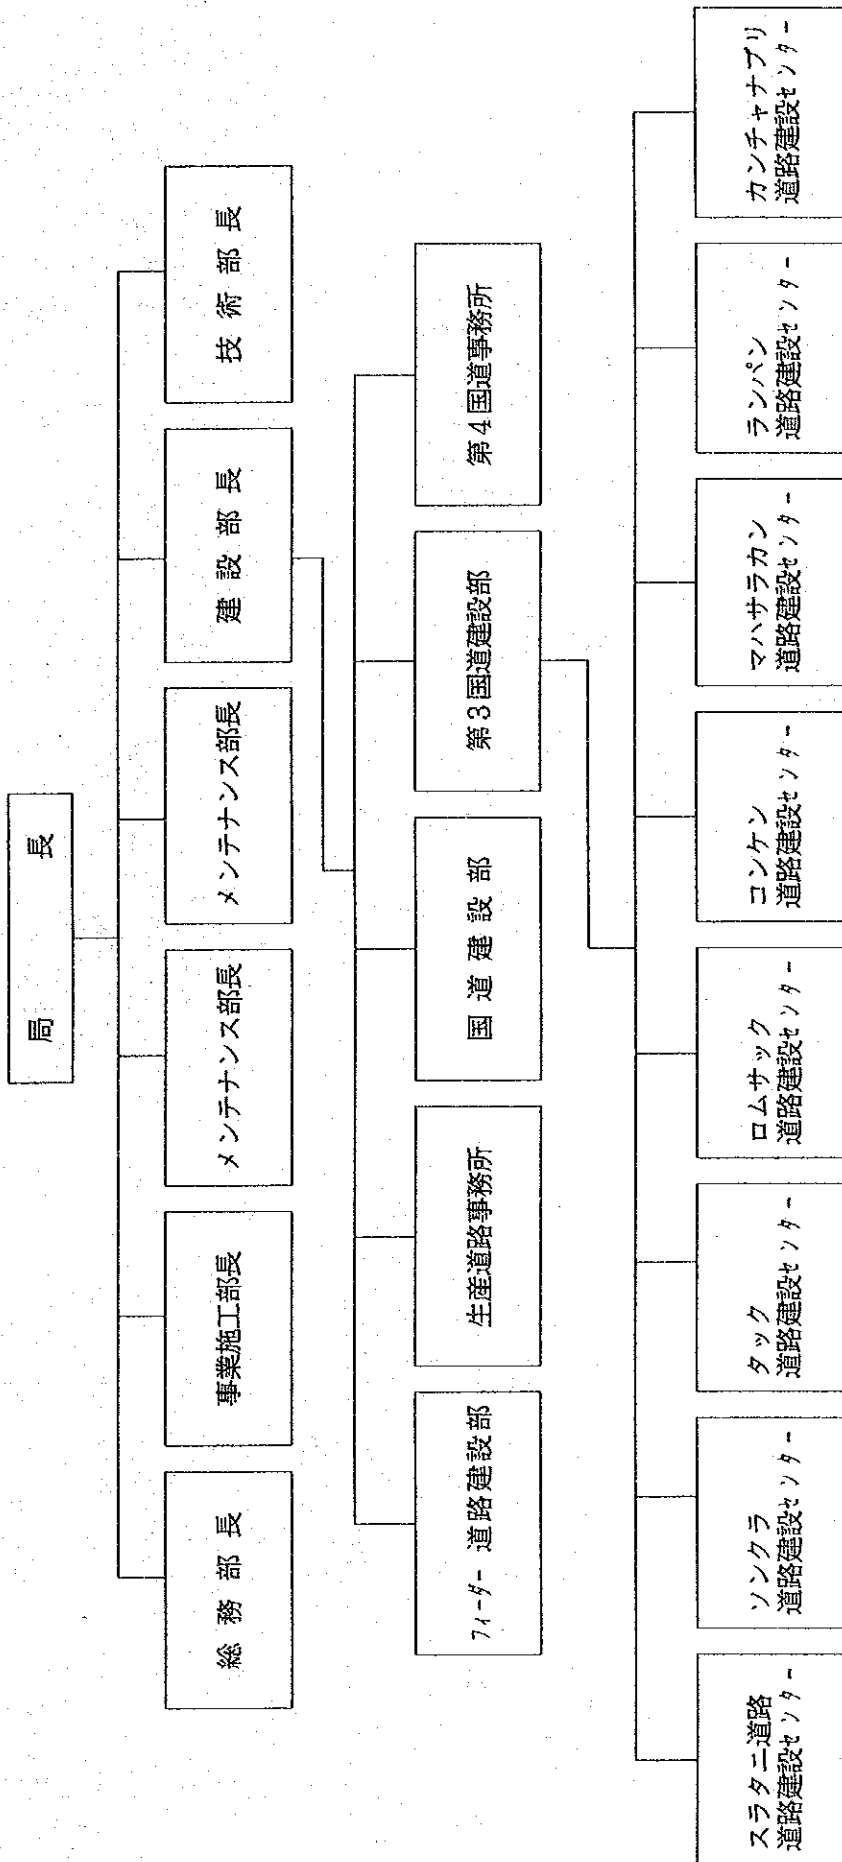 局 長
総 務 部 長
事業施工部長
メンテナンス部長
メンテナンス部長
建 設 部 長
技 術 部 長
フィーダー 道路建設部
生産道路事務所
国 道 建 設 部
第3国道建設部
第4国道事務所
スラタニ道路
道路建設センター
ソンクラ
道路建設センター
タック
道路建設センター
ロムサック
道路建設センター
コンケン
道路建設センター
マハサラカン
道路建設センター
ランパン
道路建設センター
カンチャナブリ
道路建設センター